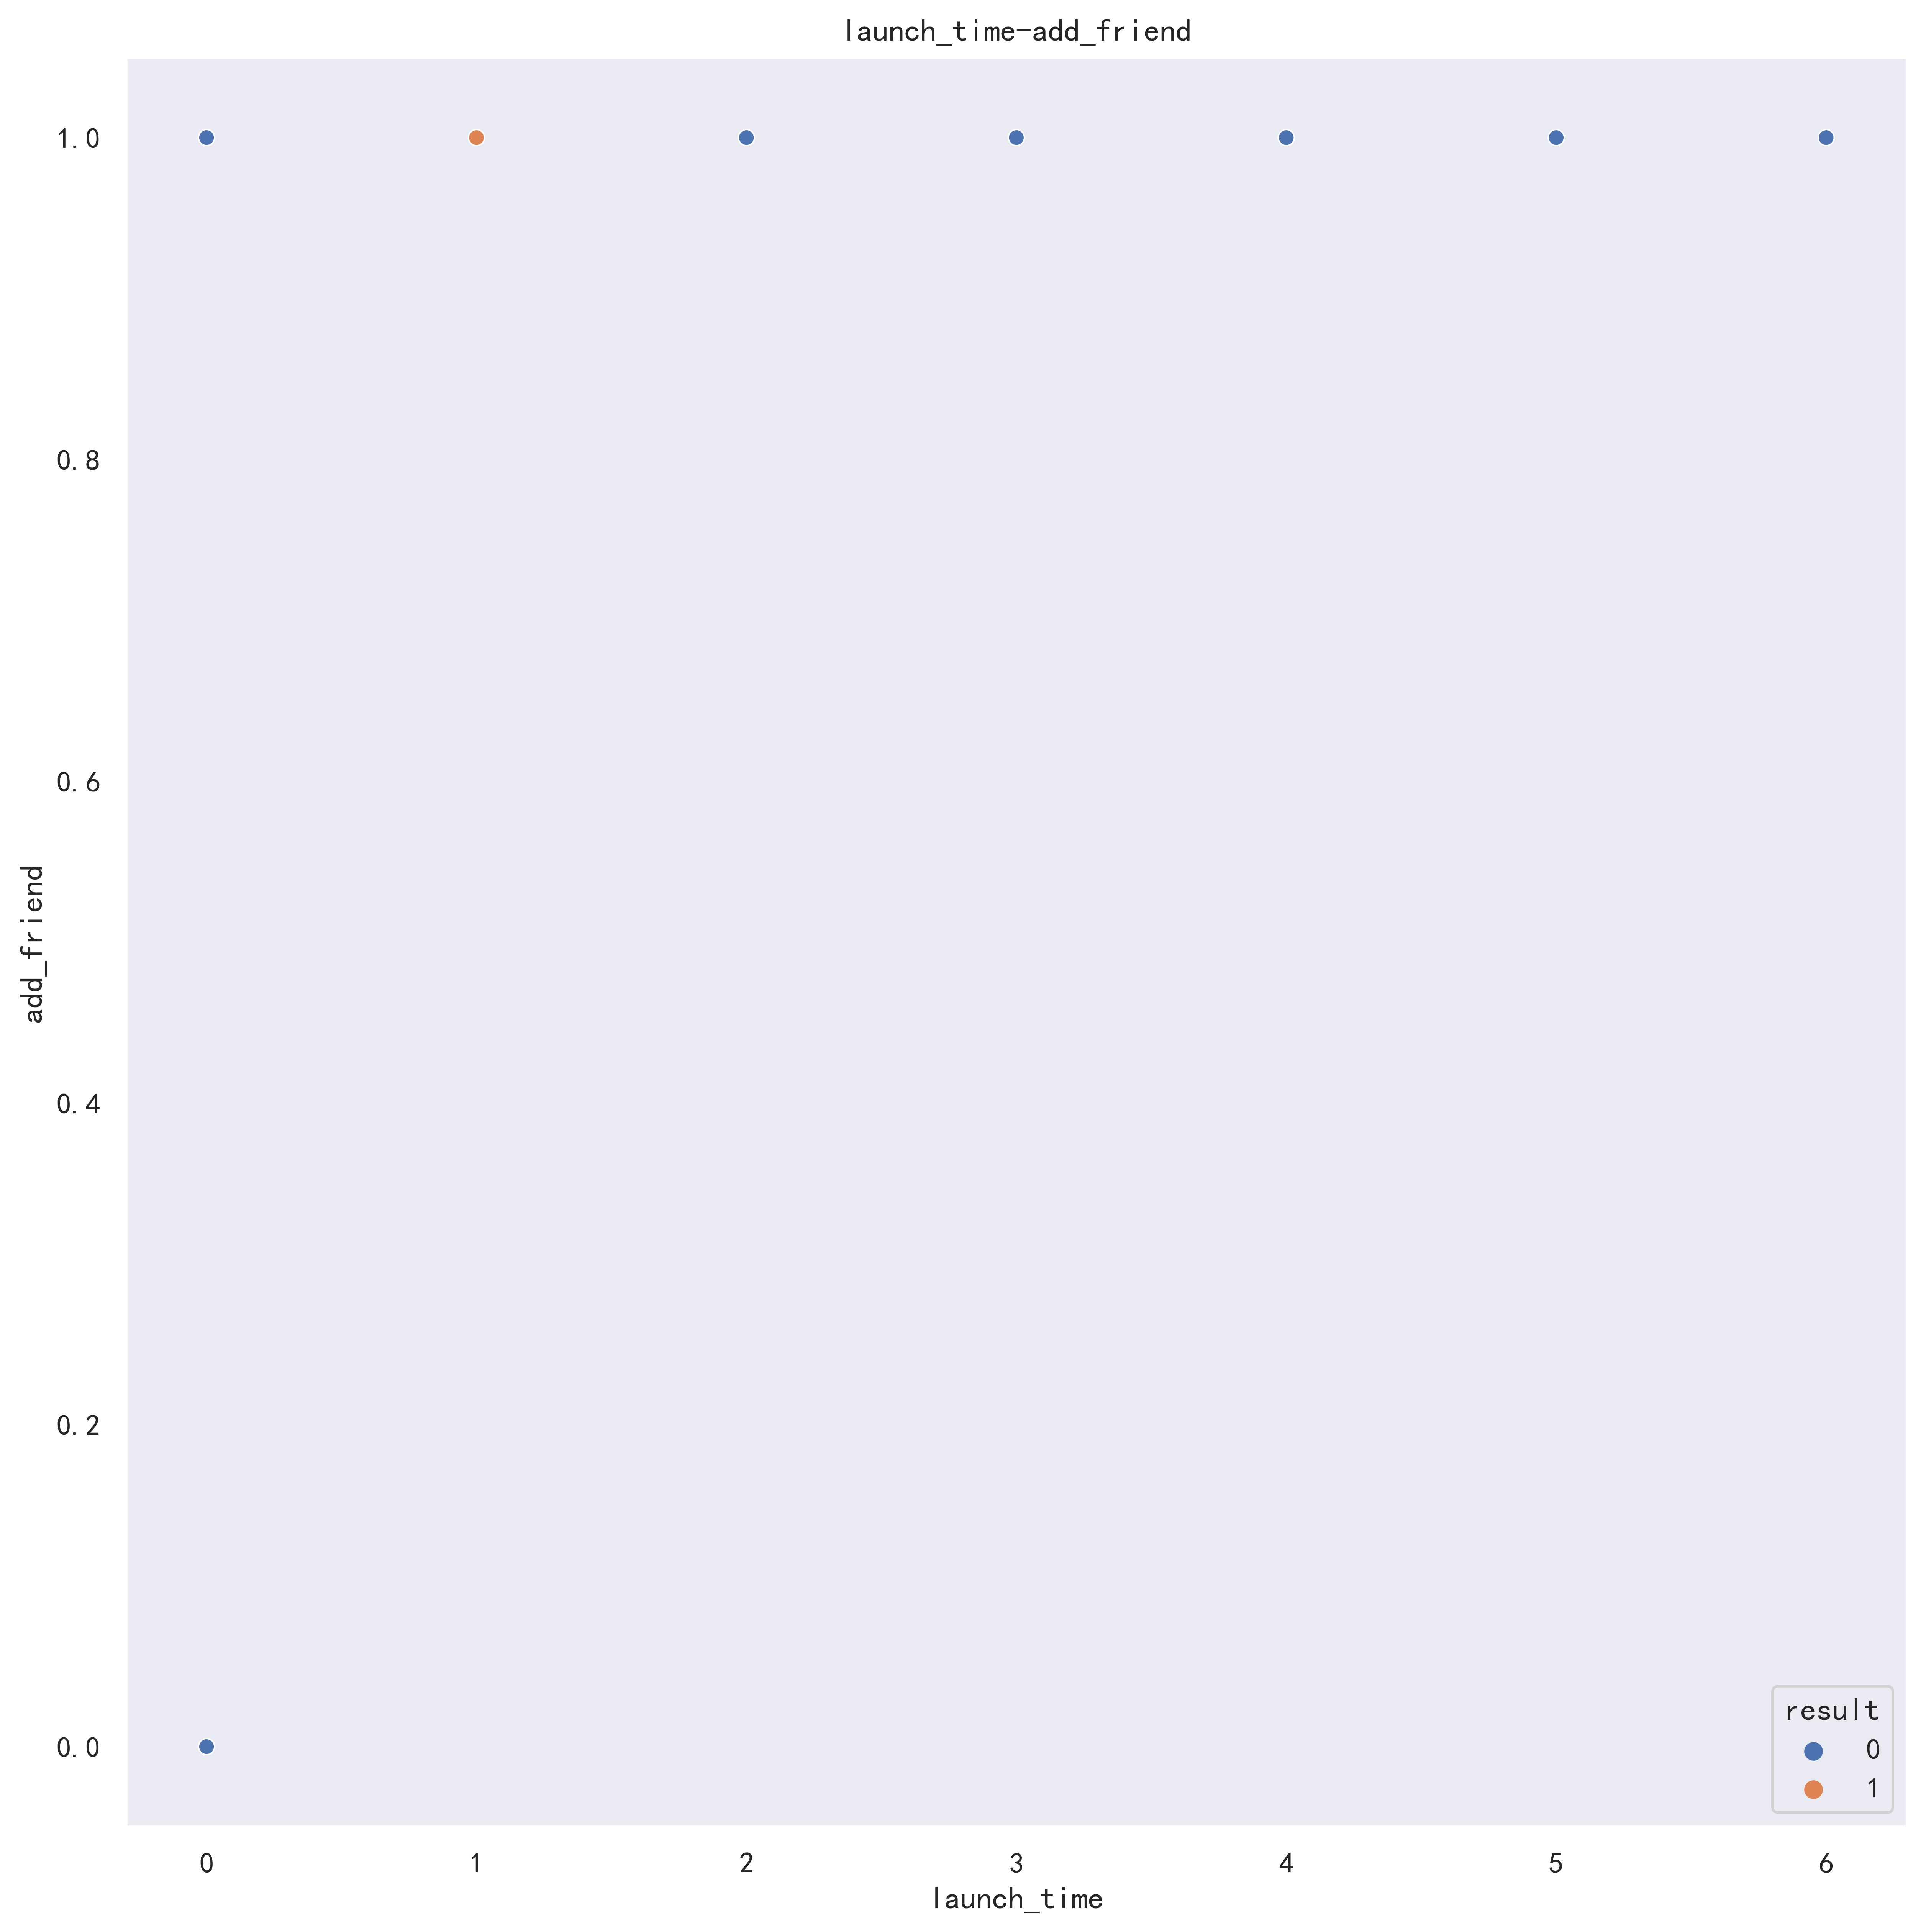 launch_time-add_friend
1.0
0.8
0.6
0.4
0.2
0.0
add_friend
0 1 2 3 4 5 6
launch_time
result
0
1